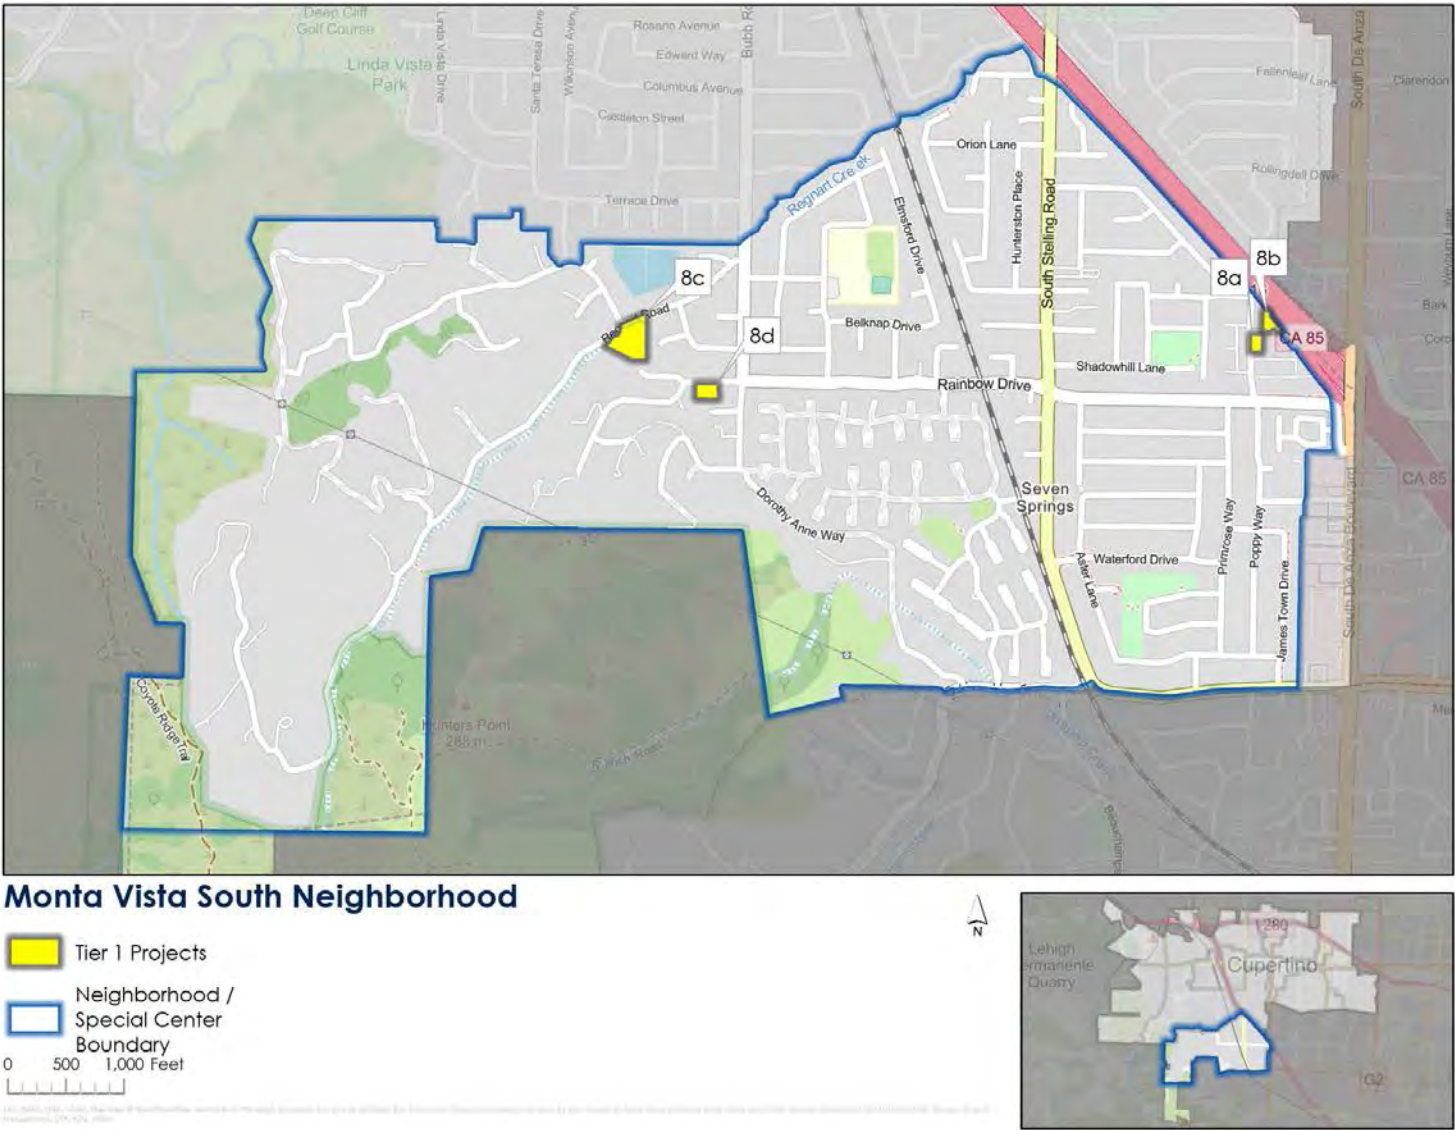 Deep Cliff
Golf Course
Linda Vista
Park
Linda Vista Drive
Santa Teresa Drive
Wilkinson Avenue
Rosario Avenue
Edward Way
Columbus Avenue
Castleton Street
Terrace Drive
Bubb Ro
Regnart Creek
Elmsford Drive
Orion Lane
Hunterston Place
South Stelling Road
Fallenleaf Lane
Rollingdell Drive
South De Anza
Clarendon
8b
8a
8c
8d
Road
Belknap Drive
Shadowhill Lane
CA 85
Rainbow Drive
Bark
CA 85
Seven
Springs
Dorothy Anne Way
Waterford Drive
Aster Lane
Primrose Way
Poppy Way
James Town Drive
South De Anza Boulevard
Coyote Ridge Trail
Hunters Point
Monta Vista South Neighborhood
Tier 1 Projects
Neighborhood /
Special Center
Boundary
0 500 1,000 Feet
N
Lehigh
ermanente
Quarry
I 280
Cupertino
G2